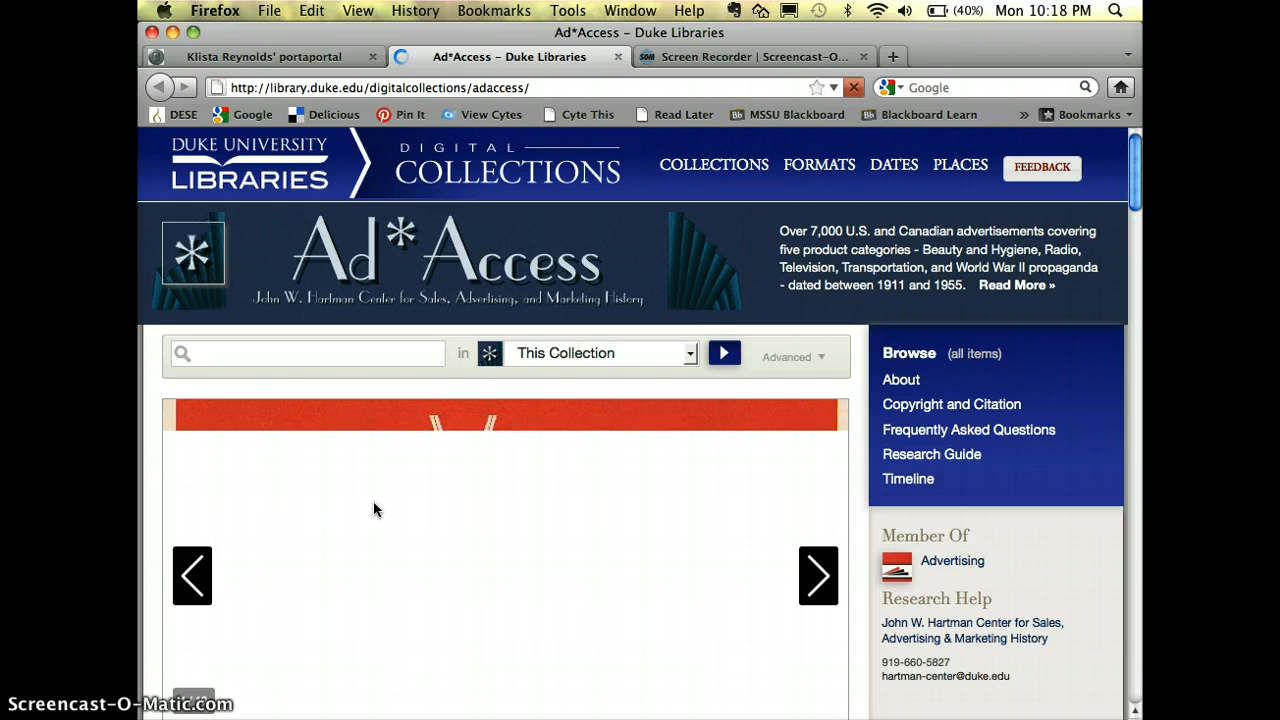 Firefox File Edit View History Bookmarks Tools Window Help (40%) Mon 10:18 PM
Ad*Access – Duke Libraries
Klista Reynolds' portaportal Ad*Access – Duke Libraries SOM Screen Recorder | Screencast-O...
http://library.duke.edu/digitalcollections/adaccess/ Google
DESE Google Delicious Pin It View Cytes Cyte This Read Later MSSU Blackboard Blackboard Learn » Bookmarks
DUKE UNIVERSITY LIBRARIES
DIGITAL COLLECTIONS
COLLECTIONS FORMATS DATES PLACES FEEDBACK
Ad*Access
John W. Hartman Center for Sales, Advertising, and Marketing History
Over 7,000 U.S. and Canadian advertisements covering
five product categories - Beauty and Hygiene, Radio,
Television, Transportation, and World War II propaganda
- dated between 1911 and 1955. Read More »
in This Collection Advanced
Browse (all items)
About
Copyright and Citation
Frequently Asked Questions
Research Guide
Timeline
Member Of
Advertising
Research Help
John W. Hartman Center for Sales,
Advertising & Marketing History
919-660-5827
hartman-center@duke.edu
Screencast-O-Matic.com